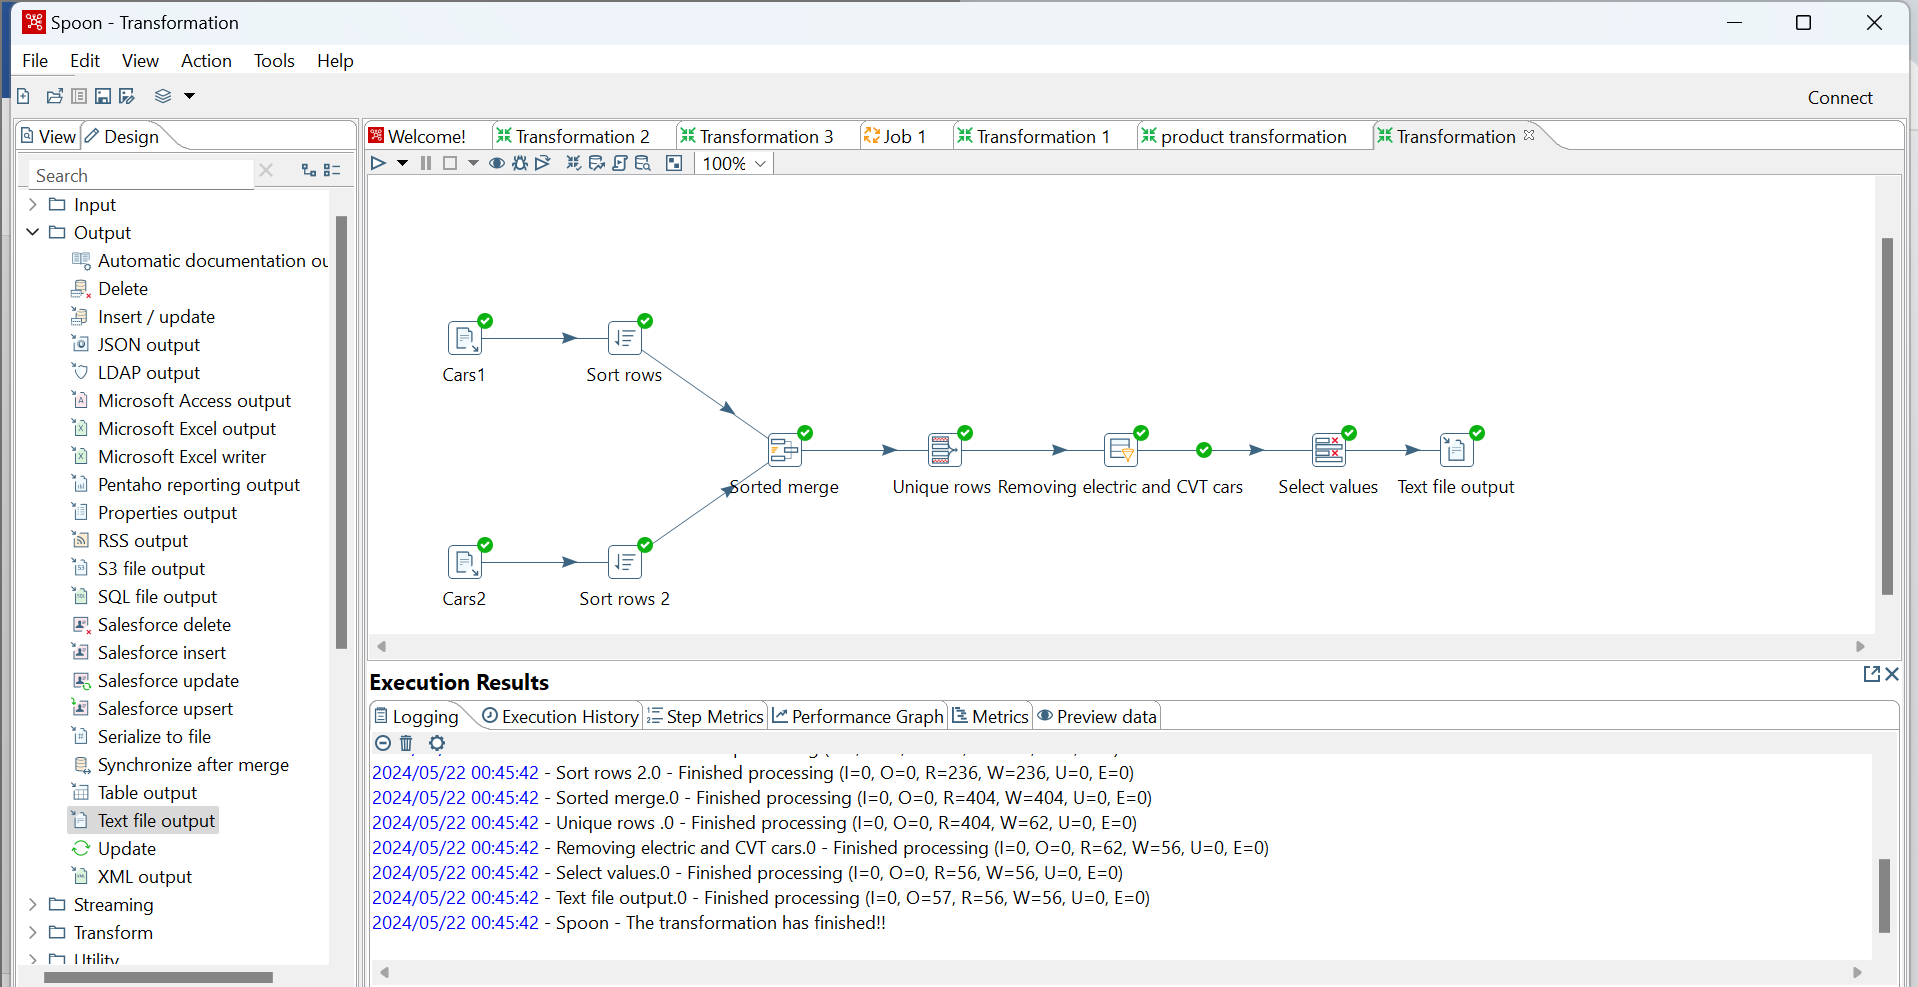 Spoon - Transformation
File Edit View Action Tools Help
Connect
View Design
Search
Input
Output
Automatic documentation ou
Delete
Insert / update
JSON output
LDAP output
Microsoft Access output
Microsoft Excel output
Microsoft Excel writer
Pentaho reporting output
Properties output
RSS output
S3 file output
SQL file output
Salesforce delete
Salesforce insert
Salesforce update
Salesforce upsert
Serialize to file
Synchronize after merge
Table output
Text file output
Update
XML output
Streaming
Transform
Utility
Welcome! Transformation 2 Transformation 3 Job 1 Transformation 1 product transformation Transformation
100%
Cars1 Sort rows
Sorted merge Unique rows Removing electric and CVT cars Select values Text file output
Cars2 Sort rows 2
Execution Results
Logging Execution History Step Metrics Performance Graph Metrics Preview data
2024/05/22 00:45:42 - Sort rows 2.0 - Finished processing (I=0, O=0, R=236, W=236, U=0, E=0)
2024/05/22 00:45:42 - Sorted merge.0 - Finished processing (I=0, O=0, R=404, W=404, U=0, E=0)
2024/05/22 00:45:42 - Unique rows .0 - Finished processing (I=0, O=0, R=404, W=62, U=0, E=0)
2024/05/22 00:45:42 - Removing electric and CVT cars.0 - Finished processing (I=0, O=0, R=62, W=56, U=0, E=0)
2024/05/22 00:45:42 - Select values.0 - Finished processing (I=0, O=0, R=56, W=56, U=0, E=0)
2024/05/22 00:45:42 - Text file output.0 - Finished processing (I=0, O=57, R=56, W=56, U=0, E=0)
2024/05/22 00:45:42 - Spoon - The transformation has finished!!